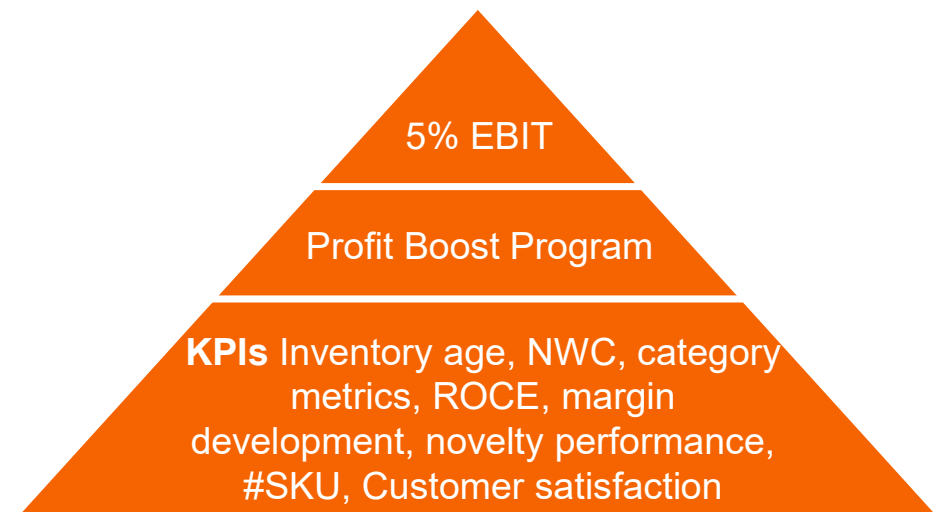 5% EBIT
Profit Boost Program
KPIs Inventory age, NWC, category
metrics, ROCE, margin
development, novelty performance,
#SKU, Customer satisfaction